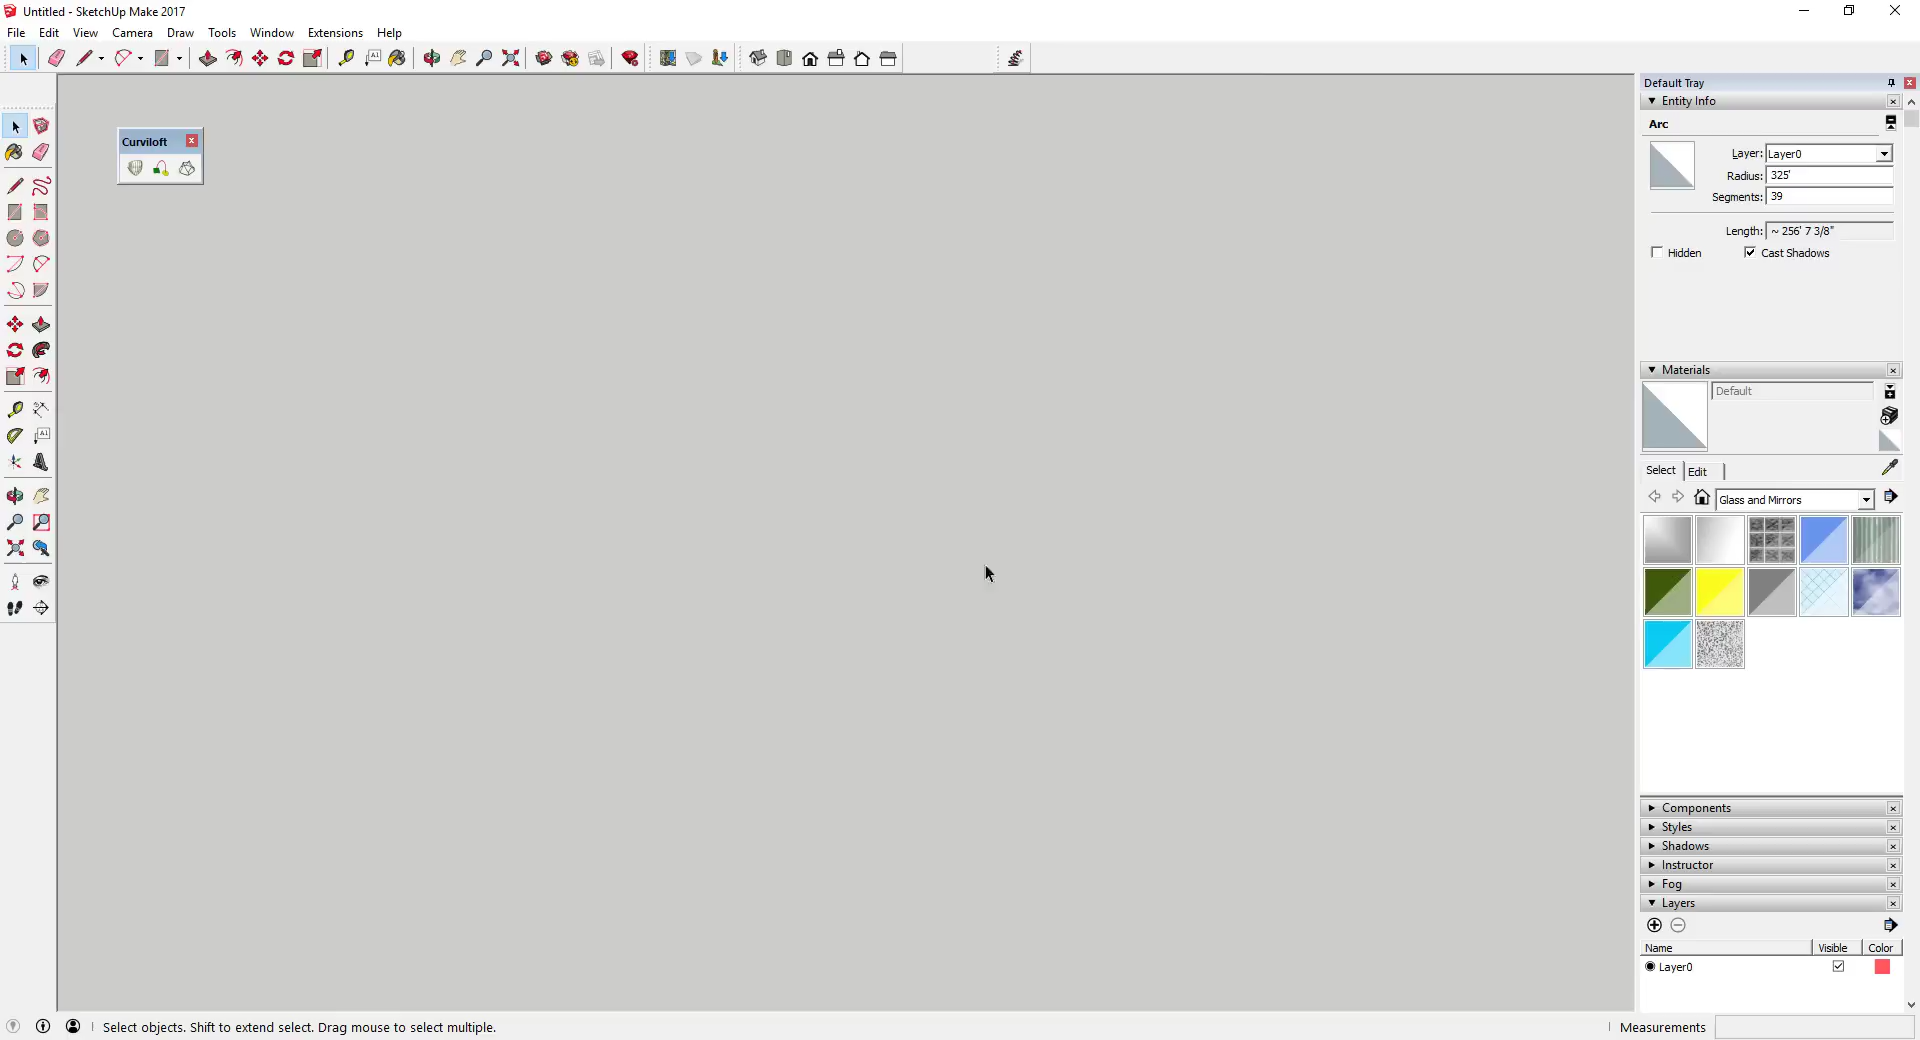 Untitled - SketchUp Make 2017
File Edit View Camera Draw Tools Window Extensions Help
Curviloft
Default Tray
Entity Info
Arc
Layer: Layer0
Radius: 325'
Segments: 39
Length: ~ 256' 7 3/8"
Hidden Cast Shadows
Materials
Default
Select Edit
Glass and Mirrors
Components
Styles
Shadows
Instructor
Fog
Layers
Name Visible Color
Layer0
Select objects. Shift to extend select. Drag mouse to select multiple. Measurements